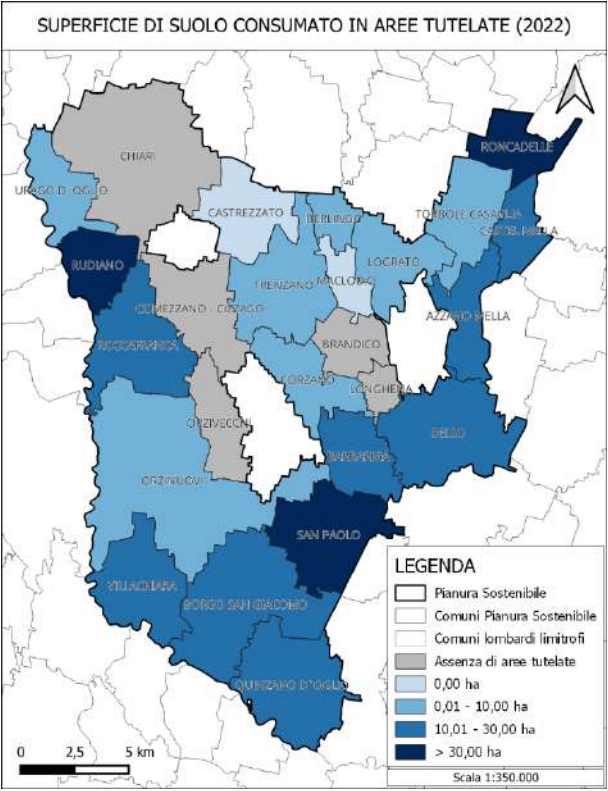 SUPERFICIE DI SUOLO CONSUMATO IN AREE TUTELATE (2022)
RONCADELLE
CHIARI
URAGO D'OGLIO
CASTREZZATO
BERLINGO
TORBOLE CASAGLIA
CASTEL MELLA
LOGRATO
RUDIANO
TRENZANO
MACLODIO
COMEZZANO - CIZZAGO
AZZANO MELLA
ROCCAFRANCA
BRANDICO
CORZANO
LONGHENA
ORZIVECCHI
DELLO
BARBARIGA
ORZINUOVI
SAN PAOLO
VILLACHIARA
BORGO SAN GIACOMO
QUINZANO D'OGLIO
LEGENDA
Pianura Sostenibile
Comuni Pianura Sostenibile
Comuni lombardi limitrofi
Assenza di aree tutelate
0,00 ha
0,01 - 10,00 ha
10,01 - 30,00 ha
> 30,00 ha
0 2,5 5 km
Scala 1:350.000